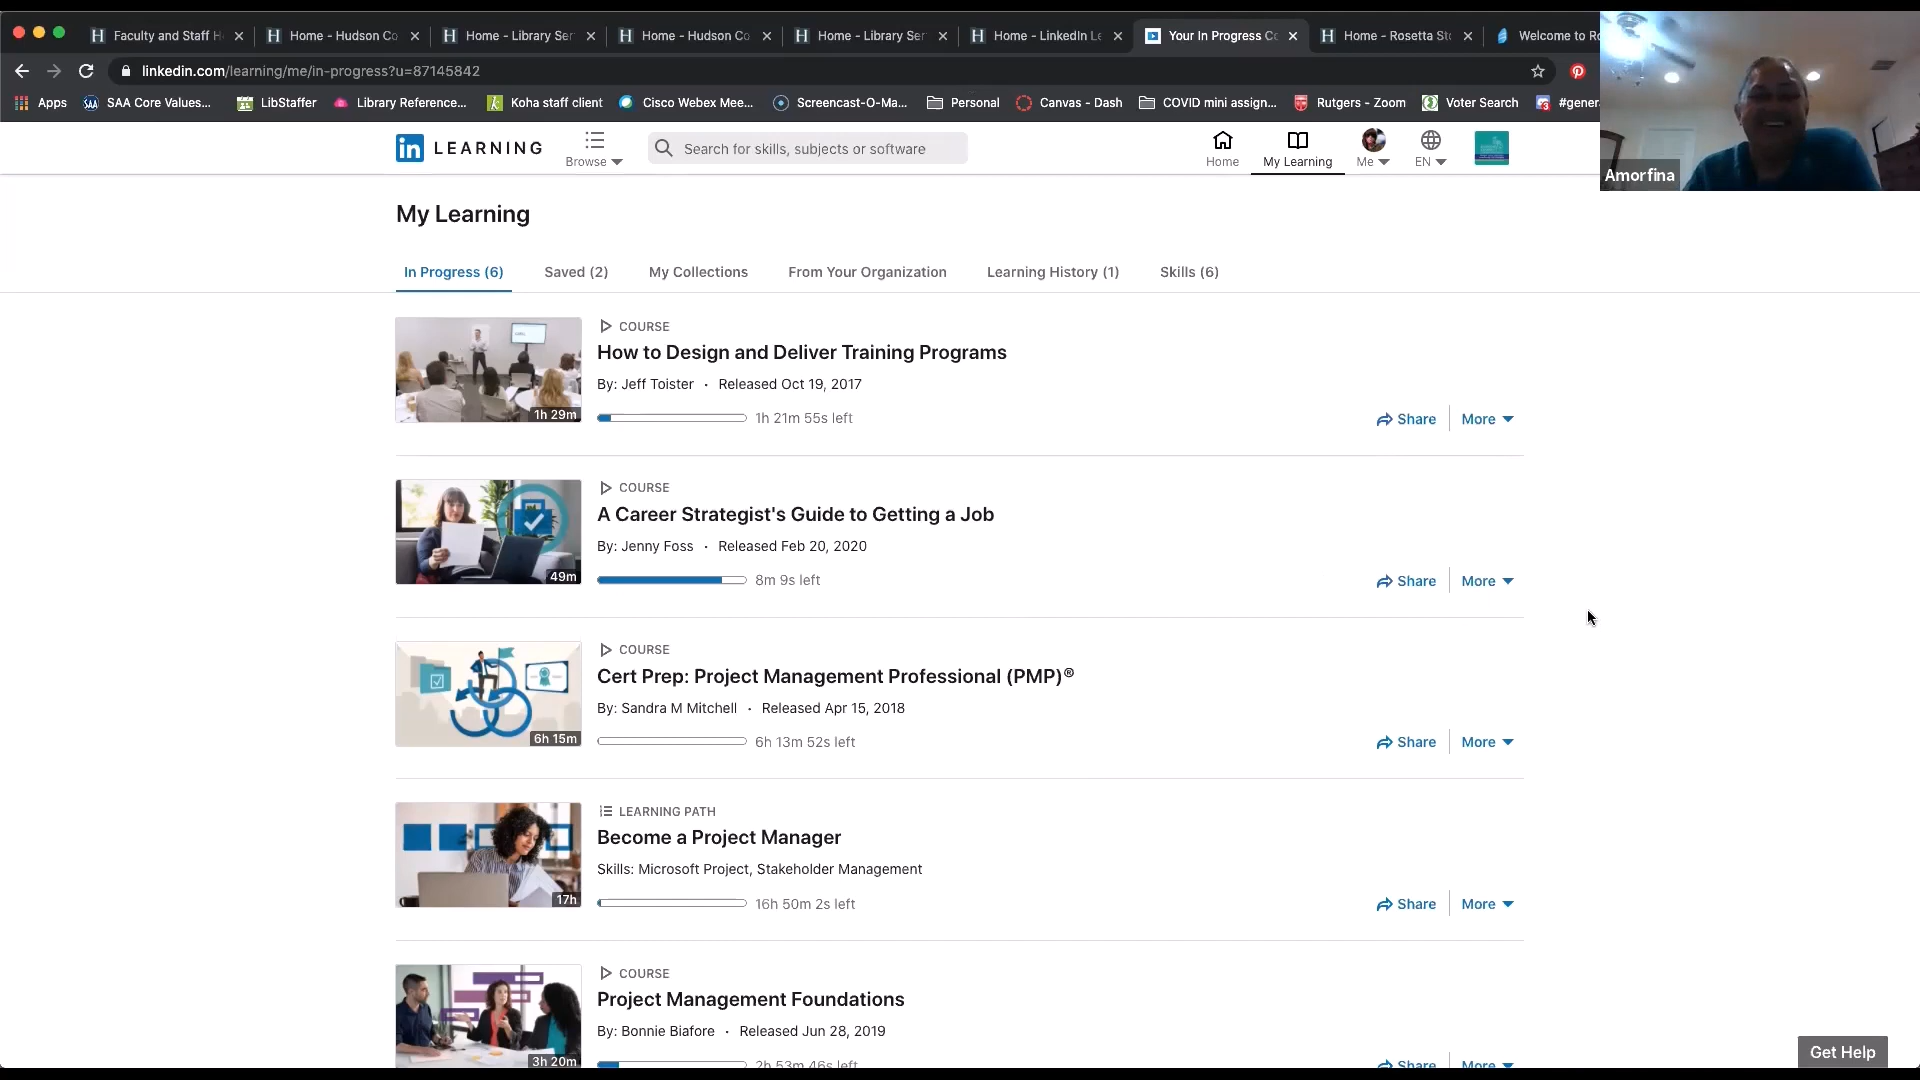 Faculty and Staff H
Home - Hudson Co
Home - Library Ser
Home - Hudson Co
Home - Library Ser
Home - LinkedIn Le
Your In Progress Co
Home - Rosetta Sto
Welcome to Ro
linkedin.com/learning/me/in-progress?u=87145842
Apps
SAA Core Values...
LibStaffer
Library Reference...
Koha staff client
Cisco Webex Mee...
Screencast-O-Ma...
Personal
Canvas - Dash
COVID mini assign...
Rutgers - Zoom
Voter Search
#gener
Amorfina
in LEARNING
Browse
Search for skills, subjects or software
Home
My Learning
Me
EN
My Learning
In Progress (6)
Saved (2)
My Collections
From Your Organization
Learning History (1)
Skills (6)
COURSE
How to Design and Deliver Training Programs
By: Jeff Toister · Released Oct 19, 2017
1h 29m
1h 21m 55s left
Share
More
COURSE
A Career Strategist's Guide to Getting a Job
By: Jenny Foss · Released Feb 20, 2020
49m
8m 9s left
Share
More
COURSE
Cert Prep: Project Management Professional (PMP)®
By: Sandra M Mitchell · Released Apr 15, 2018
6h 15m
6h 13m 52s left
Share
More
LEARNING PATH
Become a Project Manager
Skills: Microsoft Project, Stakeholder Management
17h
16h 50m 2s left
Share
More
COURSE
Project Management Foundations
By: Bonnie Biafore · Released Jun 28, 2019
3h 20m
2h 53m 46s left
Share
More
Get Help